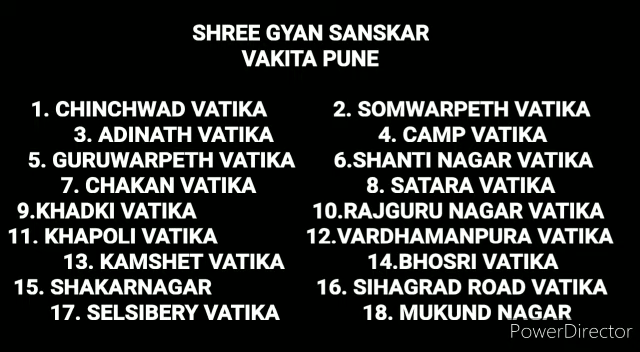 SHREE GYAN SANSKAR
VAKITA PUNE
1. CHINCHWAD VATIKA 2. SOMWARPETH VATIKA
3. ADINATH VATIKA 4. CAMP VATIKA
5. GURUWARPETH VATIKA 6.SHANTI NAGAR VATIKA
7. CHAKAN VATIKA 8. SATARA VATIKA
9.KHADKI VATIKA 10.RAJGURU NAGAR VATIKA
11. KHAPOLI VATIKA 12.VARDHAMANPURA VATIKA
13. KAMSHET VATIKA 14.BHOSRI VATIKA
15. SHAKARNAGAR 16. SIHAGRAD ROAD VATIKA
17. SELSIBERY VATIKA 18. MUKUND NAGAR
PowerDirector